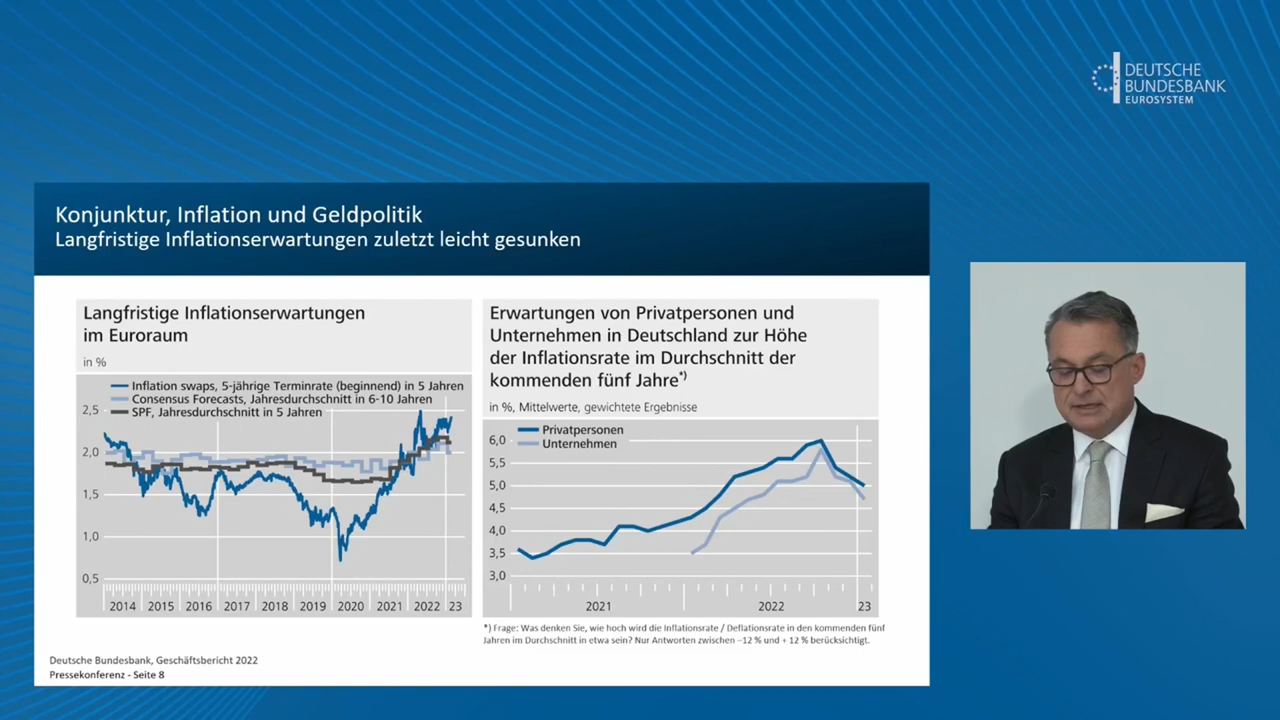 DEUTSCHE
BUNDESBANK
EUROSYSTEM
Konjunktur, Inflation und Geldpolitik
Langfristige Inflationserwartungen zuletzt leicht gesunken
Langfristige Inflationserwartungen
im Euroraum
in %
Inflation swaps, 5-jährige Terminrate (beginnend) in 5 Jahren
Consensus Forecasts, Jahresdurchschnitt in 6-10 Jahren
SPF, Jahresdurchschnitt in 5 Jahren
2,5
2,0
1,5
1,0
0,5
2014 2015 2016 2017 2018 2019 2020 2021 2022 23
Erwartungen von Privatpersonen und
Unternehmen in Deutschland zur Höhe
der Inflationsrate im Durchschnitt der
kommenden fünf Jahre*)
in %, Mittelwerte, gewichtete Ergebnisse
Privatpersonen
Unternehmen
6,0
5,5
5,0
4,5
4,0
3,5
3,0
2021 2022 23
*) Frage: Was denken Sie, wie hoch wird die Inflationsrate / Deflationsrate in den kommenden fünf
Jahren im Durchschnitt in etwa sein? Nur Antworten zwischen –12 % und + 12 % berücksichtigt.
Deutsche Bundesbank, Geschäftsbericht 2022
Pressekonferenz - Seite 8